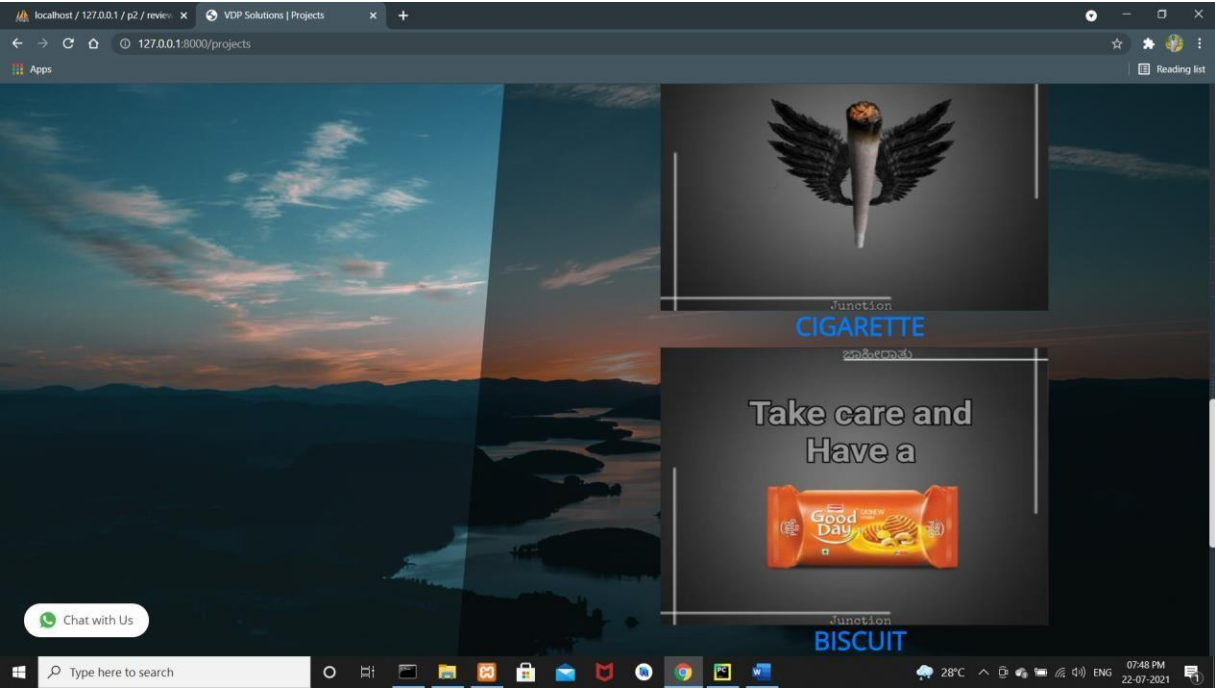 localhost / 127.0.0.1 / p2 / review
VDP Solutions | Projects
127.0.0.1:8000/projects
Apps
Reading list
Junction
CIGARETTE
ಜಾಹೀರಾತು
Take care and
Have a
Good
Day
CASHEW
Junction
BISCUIT
Chat with Us
Type here to search
28°C
ENG
07:48 PM
22-07-2021